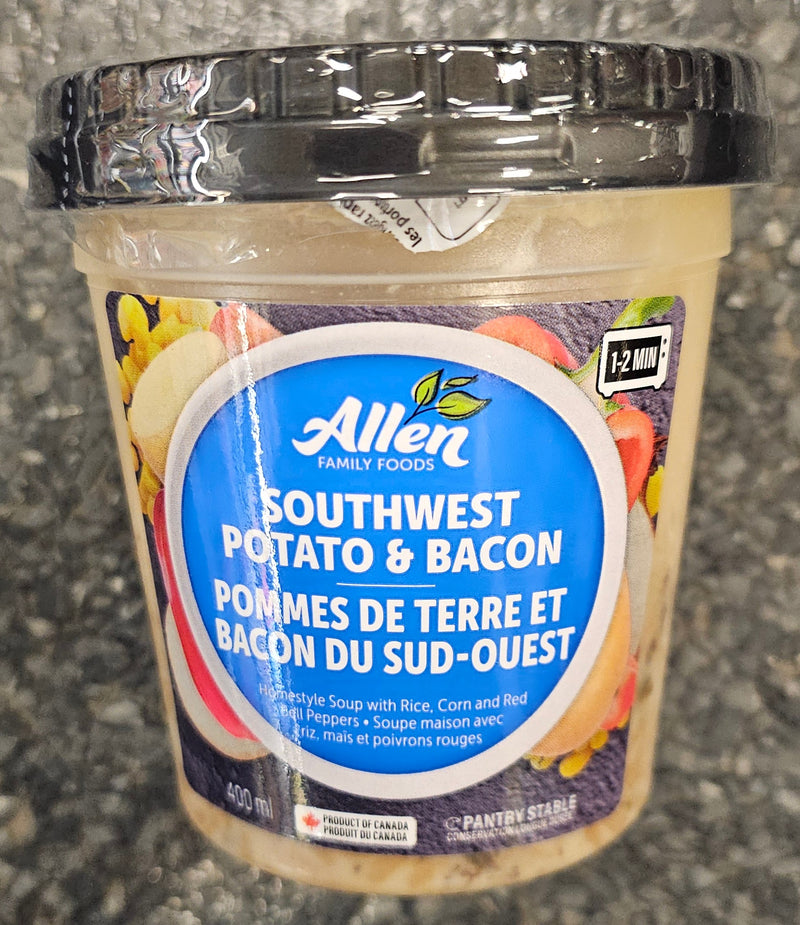 les portio
1-2 MIN
Allen
FAMILY FOODS
SOUTHWEST
POTATO & BACON
POMMES DE TERRE ET
BACON DU SUD-OUEST
Homestyle Soup with Rice, Corn and Red
Bell Peppers • Soupe maison avec
riz, maïs et poivrons rouges
400 ml
PRODUCT OF CANADA
PRODUIT DU CANADA
PANTRY STABLE
CONSERVATION LONGUE DURÉE